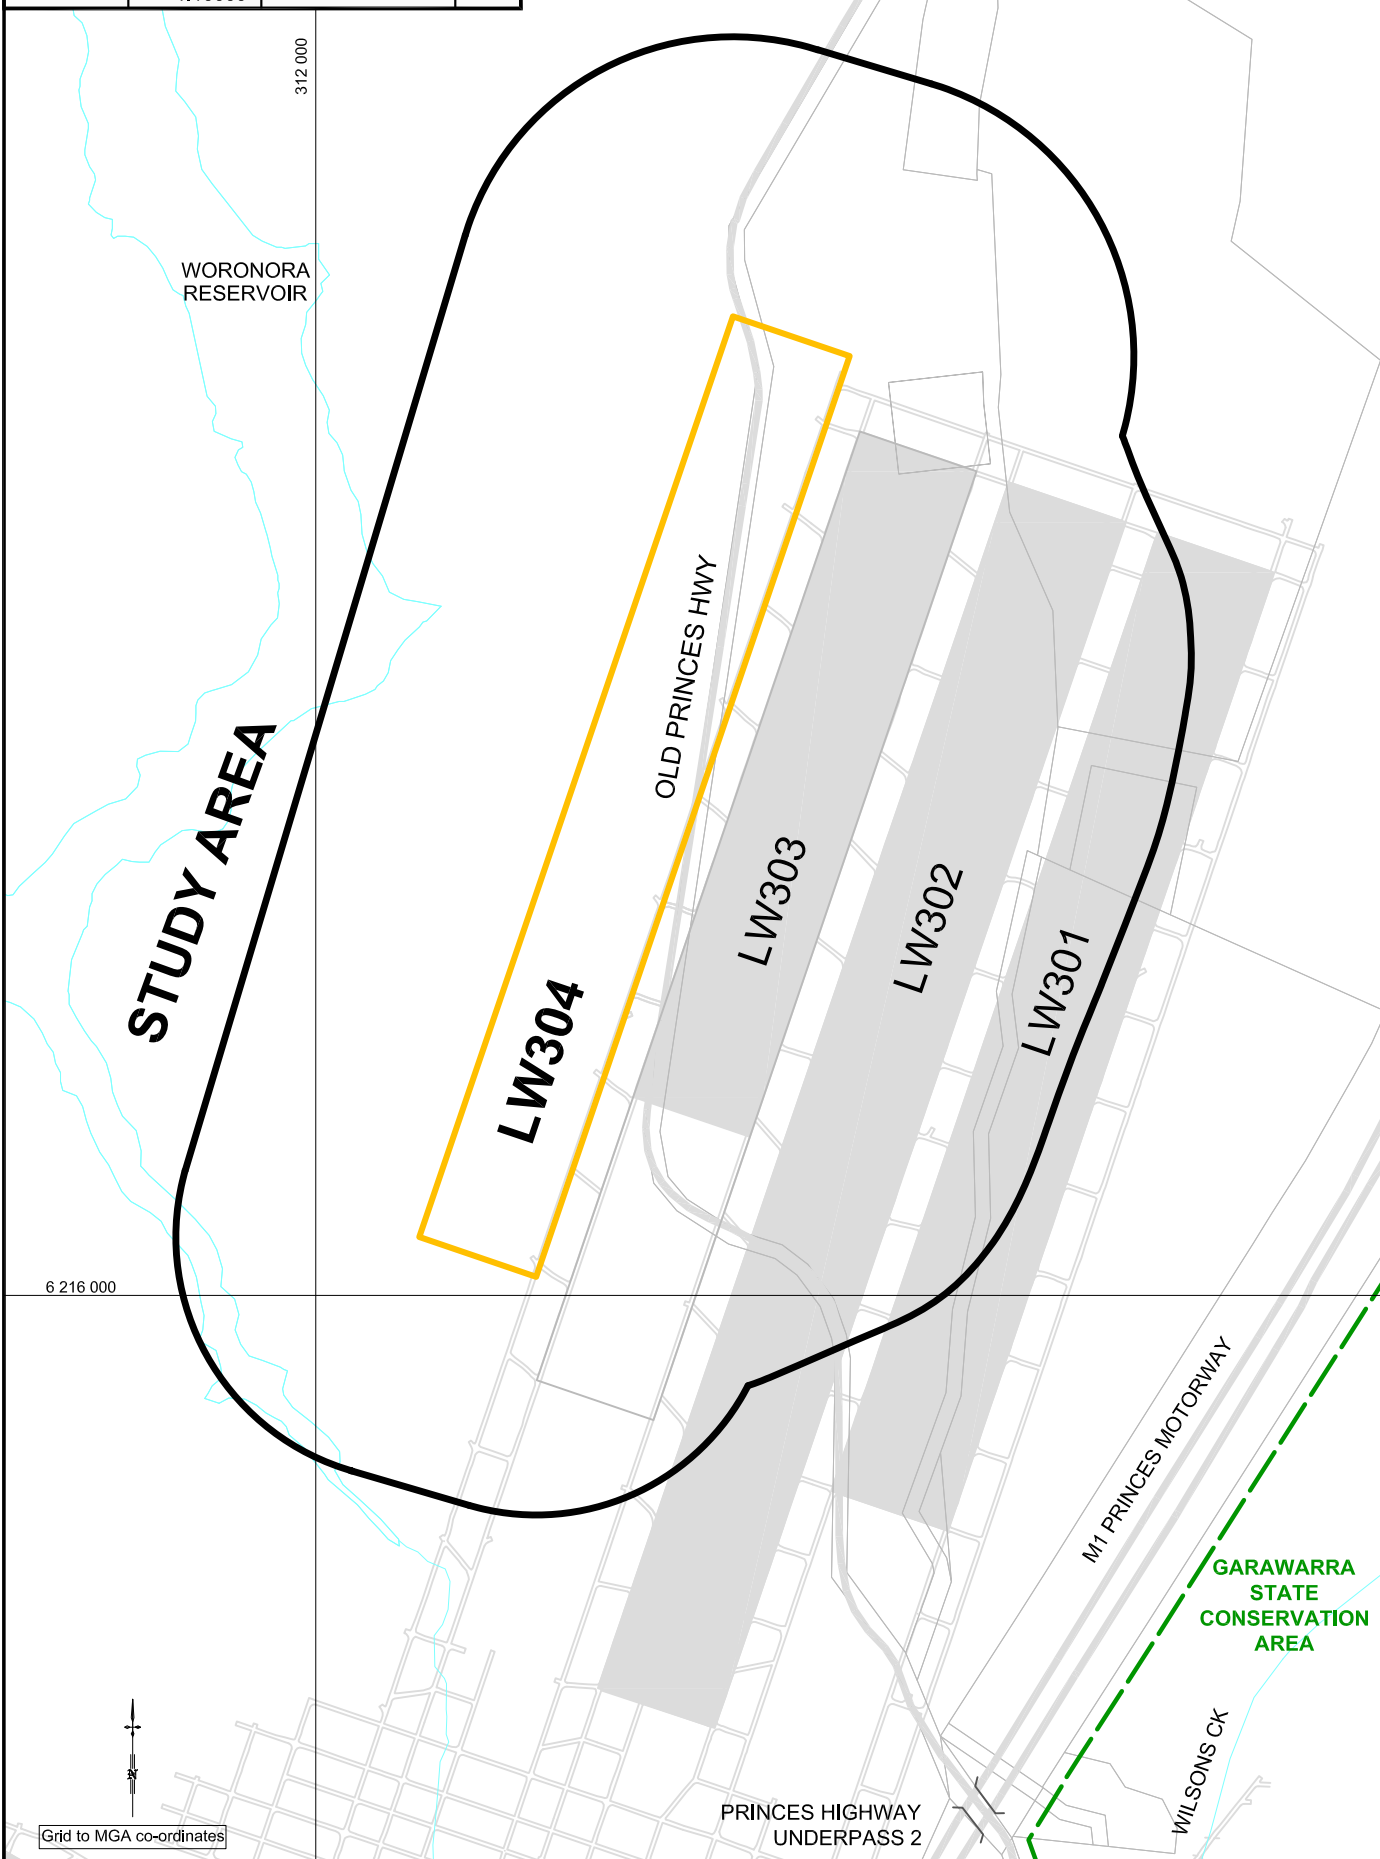 312 000
WORONORA
RESERVOIR
OLD PRINCES HWY
STUDY AREA
LW303
LW302
LW301
LW304
6 216 000
M1 PRINCES MOTORWAY
GARAWARRA
STATE
CONSERVATION
AREA
WILSONS CK
N
PRINCES HIGHWAY
UNDERPASS 2
Grid to MGA co-ordinates